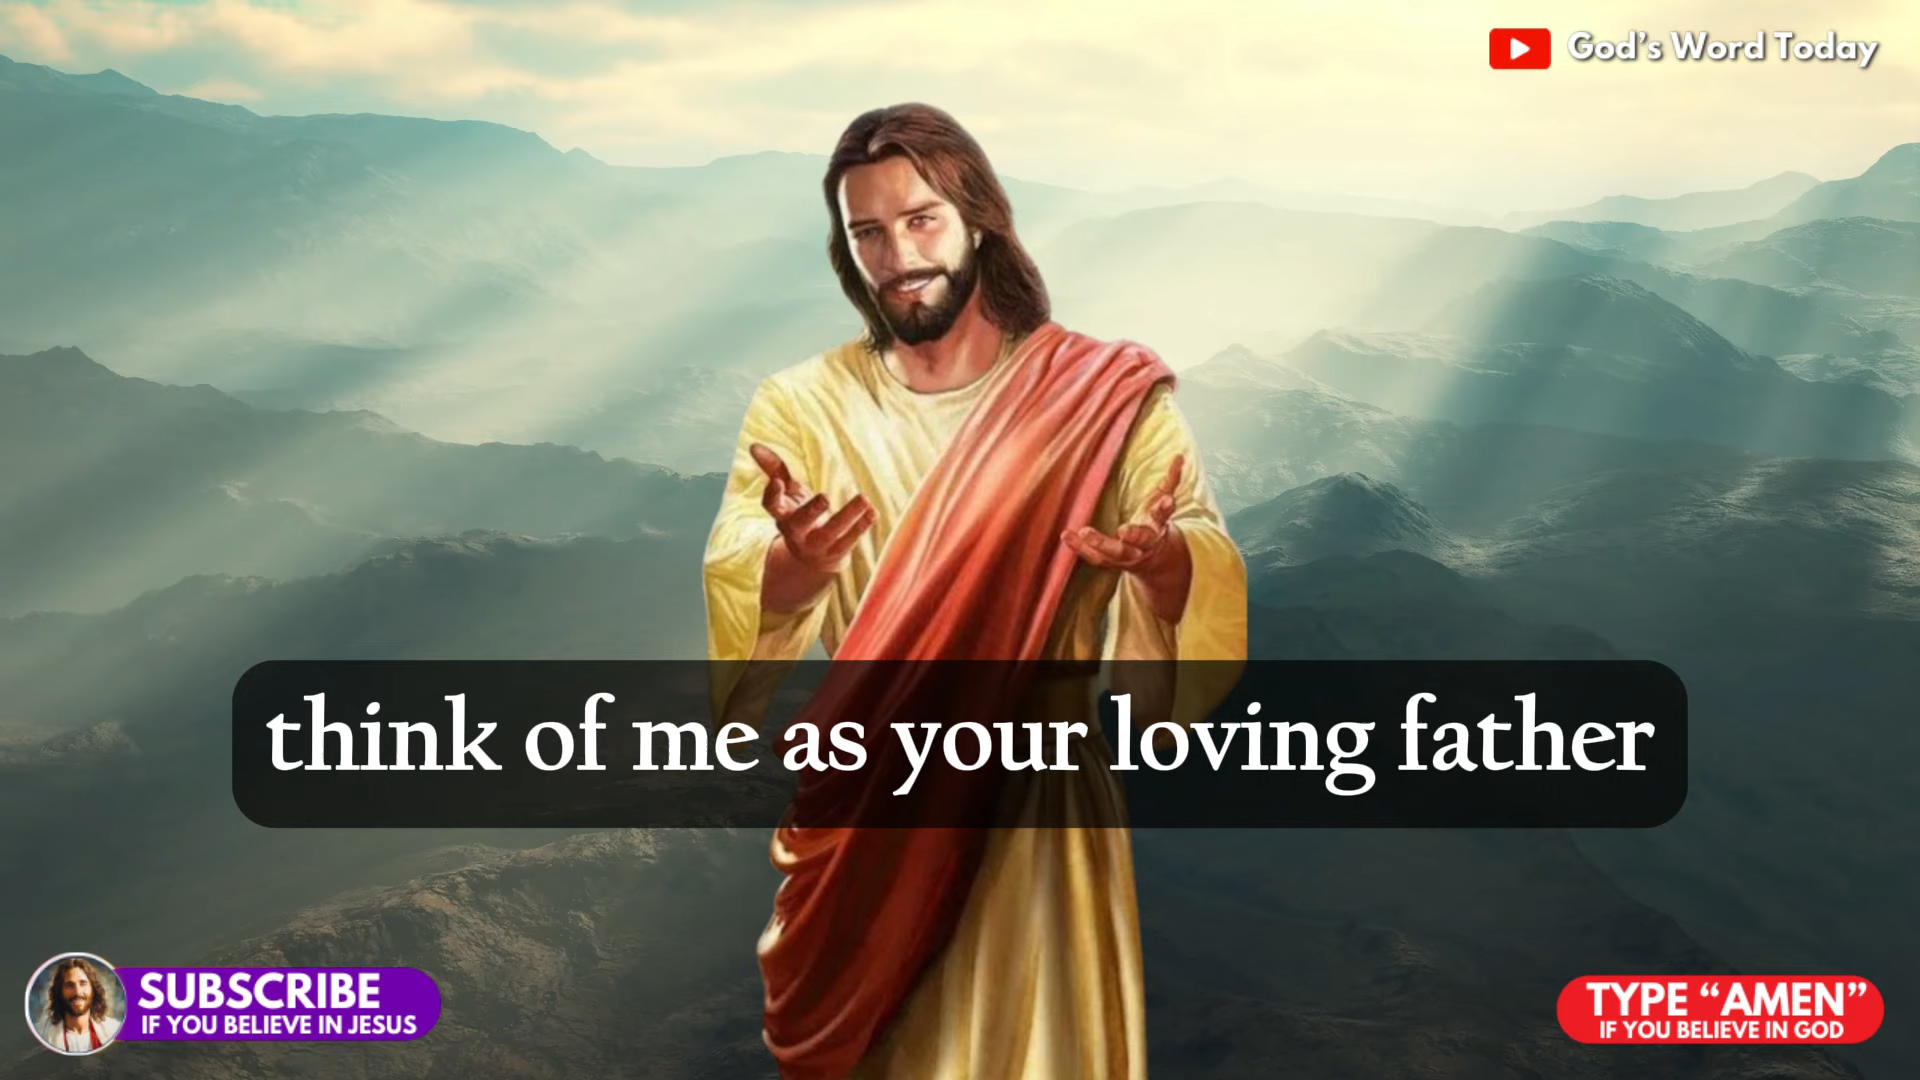 God's Word Today
think of me as your loving father
SUBSCRIBE
IF YOU BELIEVE IN JESUS
TYPE “AMEN”
IF YOU BELIEVE IN GOD